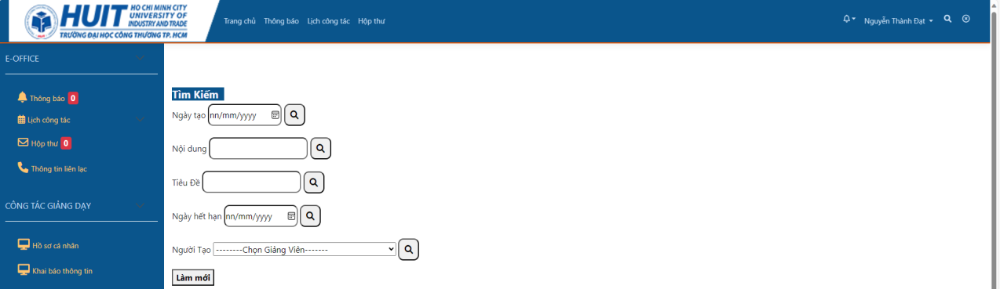 HUIT
HO CHI MINH CITY
UNIVERSITY OF
INDUSTRY AND TRADE
TRƯỜNG ĐẠI HỌC CÔNG THƯƠNG TP. HCM
HUIT
Trang chủ Thông báo Lịch công tác Hộp thư
Nguyễn Thành Đạt
E-OFFICE
Thông báo 0
Lịch công tác
Hộp thư 0
Thông tin liên lạc
CÔNG TÁC GIẢNG DẠY
Hồ sơ cá nhân
Khai báo thông tin
Tìm Kiếm
Ngày tạo nn/mm/yyyy
Nội dung
Tiêu Đề
Ngày hết hạn nn/mm/yyyy
Người Tạo --------Chọn Giảng Viên-------
Làm mới